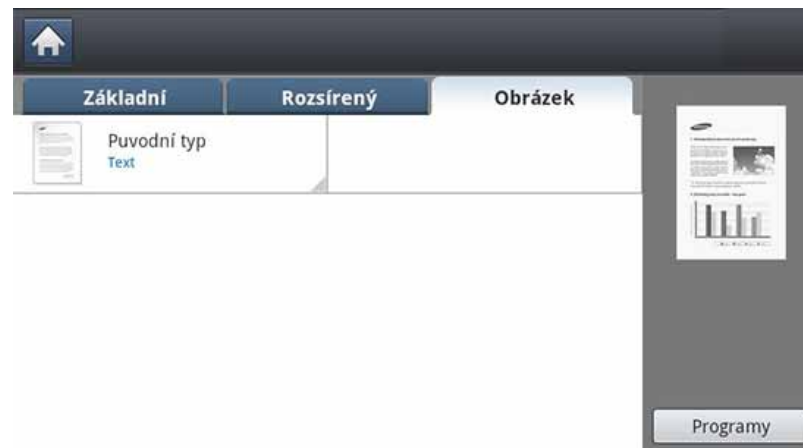 Základní
Rozsírený
Obrázek
Puvodní typ
Text
Programy